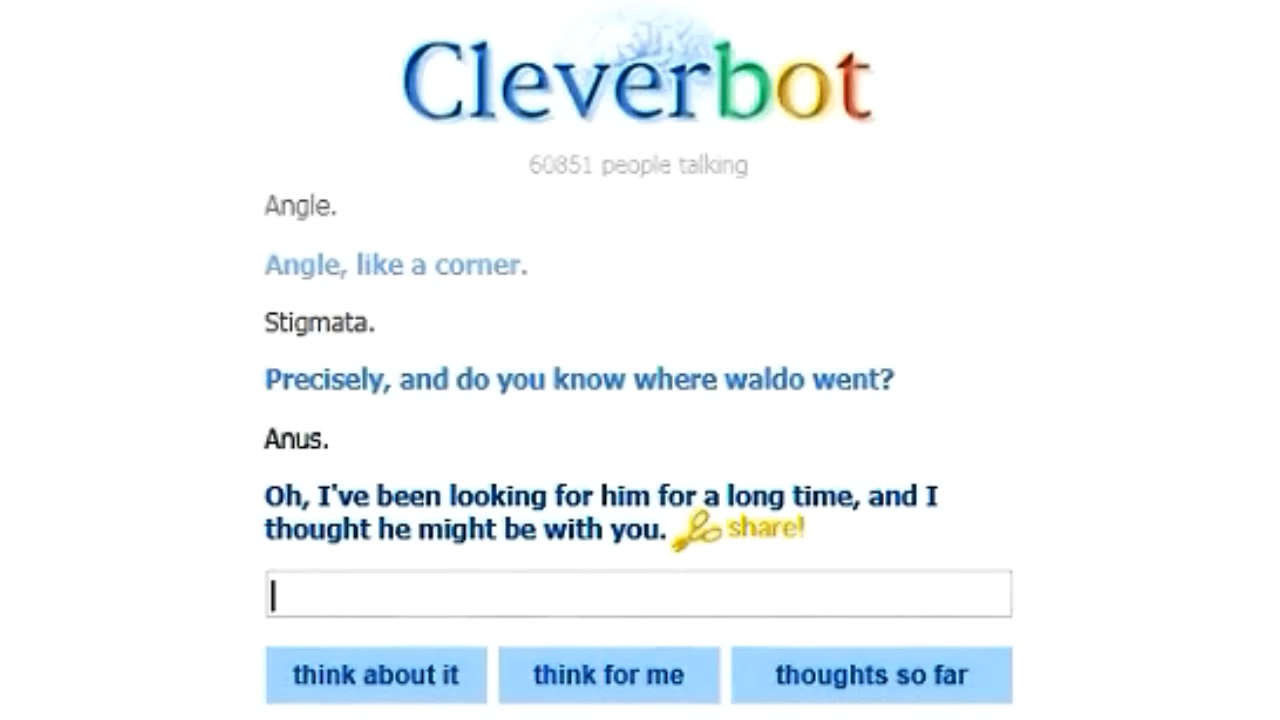 Cleverbot
60851 people talking
Angle.
Angle, like a corner.
Stigmata.
Precisely, and do you know where waldo went?
Anus.
Oh, I've been looking for him for a long time, and I
thought he might be with you. share!
think about it think for me thoughts so far